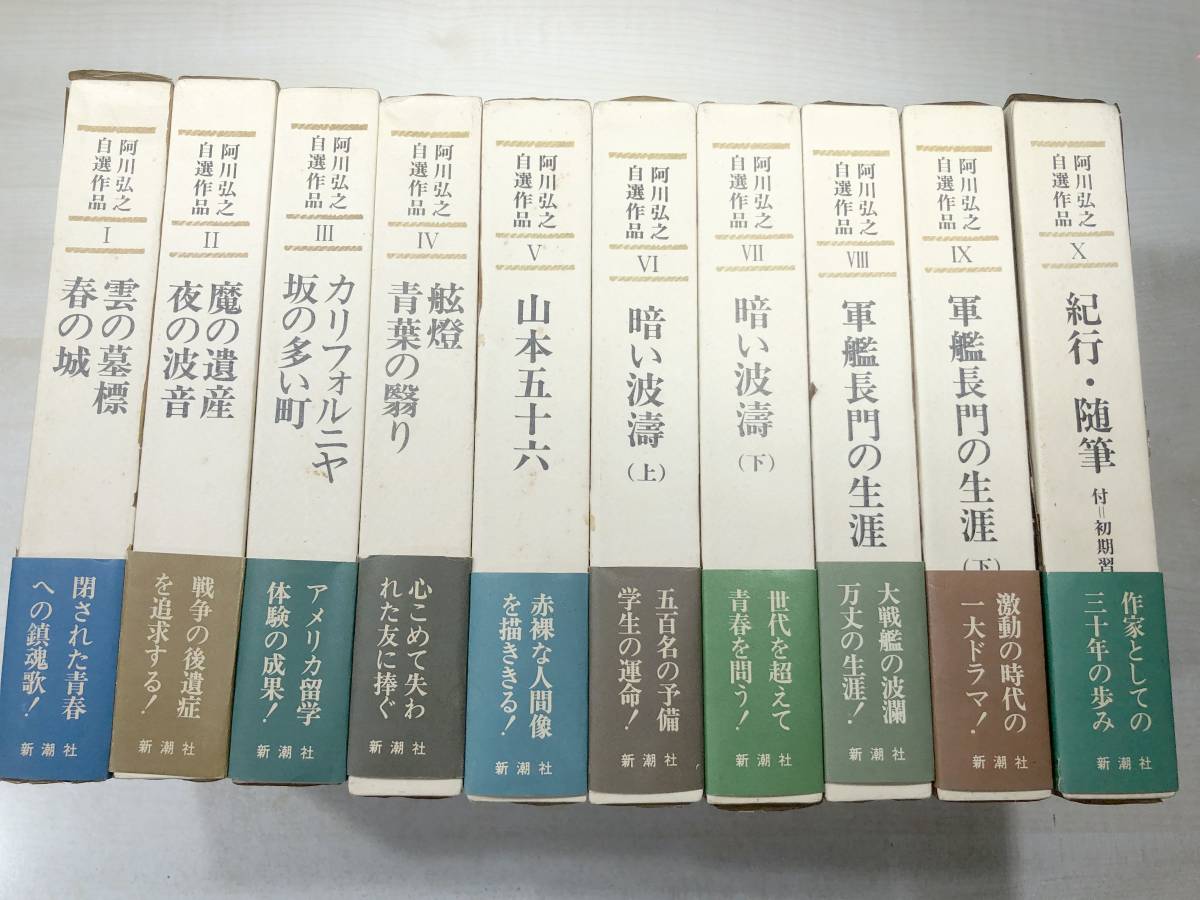 阿川弘之
自選作品
I
雲の墓標
春の城
閉された青春
への鎮魂歌!
新潮社
阿川弘之
自選作品
II
魔の遺産
夜の波音
戦争の後遺症
を追求する!
新潮社
阿川弘之
自選作品
III
カリフォルニヤ
坂の多い町
アメリカ留学
体験の成果!
新潮社
阿川弘之
自選作品
IV
舷燈
青葉の翳り
心こめて失わ
れた友に捧ぐ
新潮社
阿川弘之
自選作品
V
山本五十六
赤裸な人間像
を描ききる!
新潮社
阿川弘之
自選作品
VI
暗い波濤
(上)
五百名の予備
学生の運命!
新潮社
阿川弘之
自選作品
VII
暗い波濤
(下)
世代を超えて
青春を問う!
新潮社
阿川弘之
自選作品
VIII
軍艦長門の生涯
大戦艦の波瀾
万丈の生涯!
新潮社
阿川弘之
自選作品
IX
軍艦長門の生涯
(下)
激動の時代の
一大ドラマ!
新潮社
阿川弘之
自選作品
X
紀行・随筆
付=初期習
作家としての
三十年の歩み
新潮社